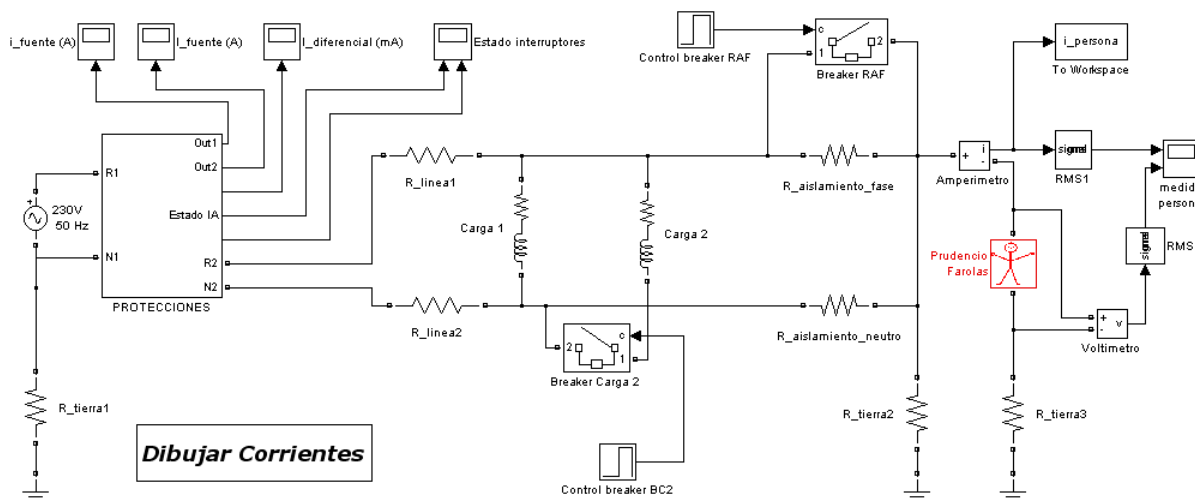 i_fuente (A)
I_fuente (A)
I_diferencial (mA)
Estado interruptores
Control breaker RAF
c
1
2
Breaker RAF
i_persona
To Workspace
Out1
Out2
R1
Estado IA
N1
R2
N2
PROTECCIONES
+
230V
50 Hz
R_linea1
R_linea2
Carga 1
Carga 2
R_aislamiento_fase
R_aislamiento_neutro
+
i
-
Amperimetro
signal
RMS1
medid
person
signal
RMS
Prudencio
Farolas
+
-
v
Voltimetro
2
c
1
Breaker Carga 2
R_tierra1
R_tierra2
R_tierra3
Dibujar Corrientes
Control breaker BC2